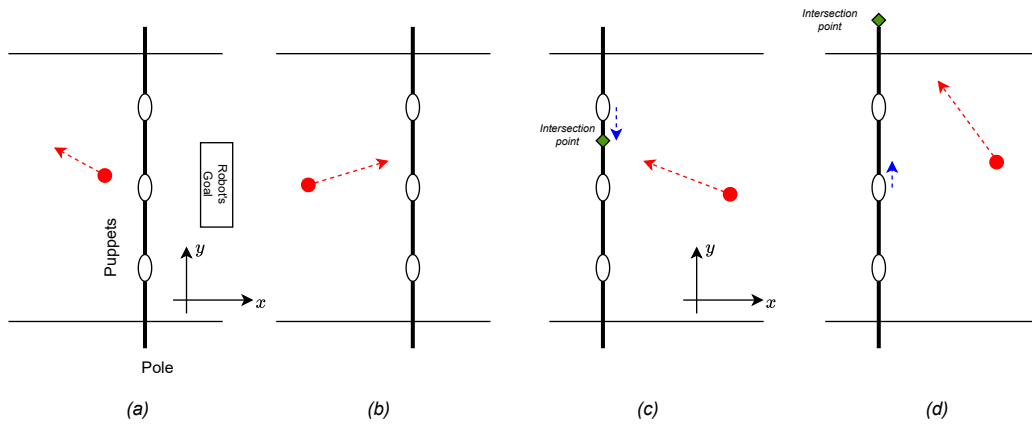 Intersection
point
Intersection
point
Robot's
Goal
Puppets
y
x
y
x
Pole
(a)
(b)
(c)
(d)